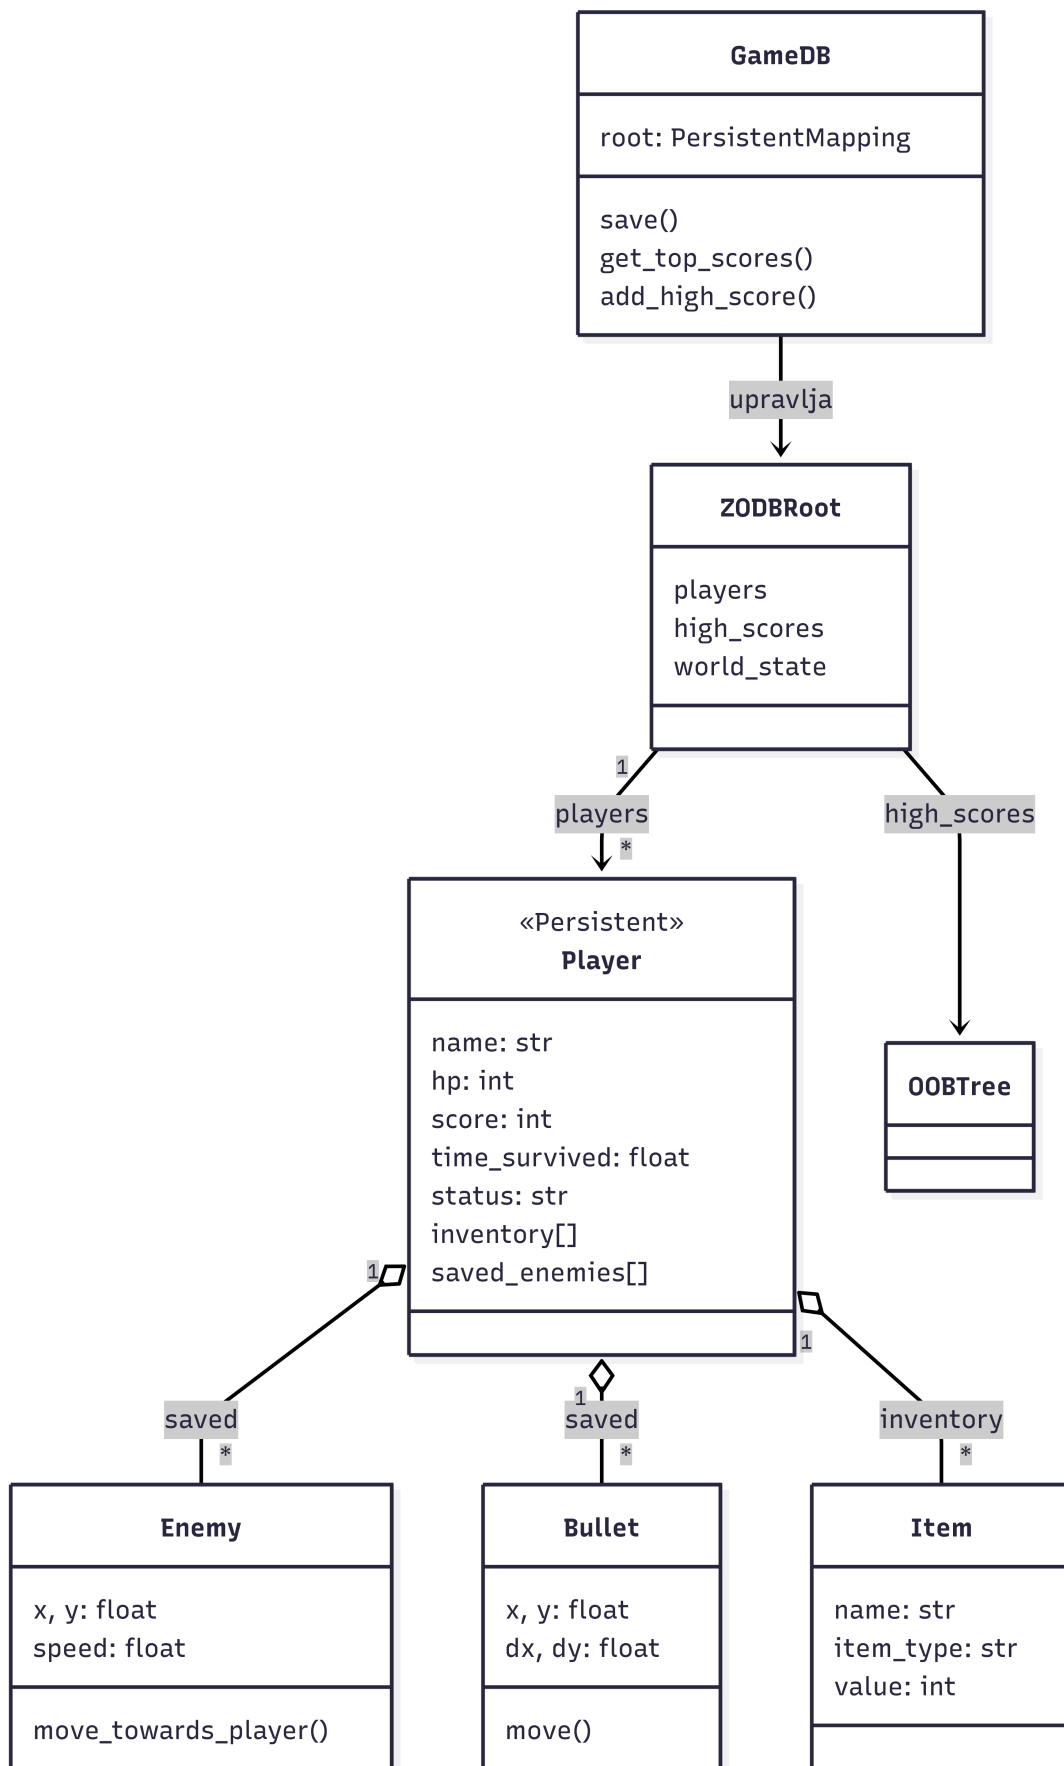 GameDB
root: PersistentMapping
save()
get_top_scores()
add_high_score()
upravlja
ZODBRoot
players
high_scores
world_state
1
players
*
high_scores
«Persistent»
Player
name: str
hp: int
score: int
time_survived: float
status: str
inventory[]
saved_enemies[]
OOBTree
1
saved
*
1
saved
*
1
inventory
*
Enemy
x, y: float
speed: float
move_towards_player()
Bullet
x, y: float
dx, dy: float
move()
Item
name: str
item_type: str
value: int